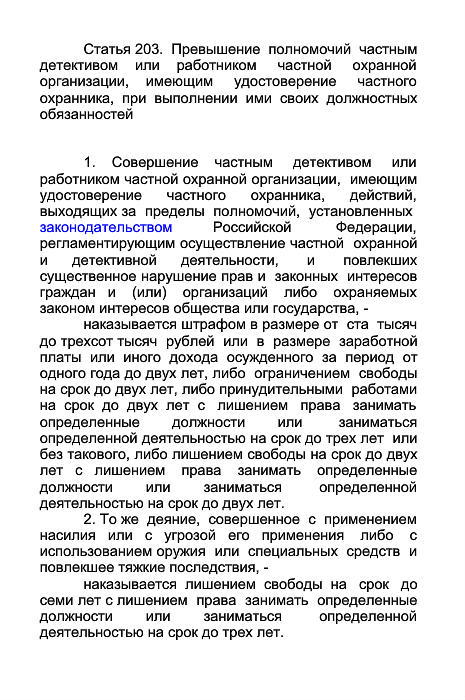 Статья 203. Превышение полномочий частным
детективом или работником частной охранной
организации, имеющим удостоверение частного
охранника, при выполнении ими своих должностных
обязанностей
1. Совершение частным детективом или
работником частной охранной организации, имеющим
удостоверение частного охранника, действий,
выходящих за пределы полномочий, установленных
законодательством Российской Федерации,
регламентирующим осуществление частной охранной
и детективной деятельности, и повлекших
существенное нарушение прав и законных интересов
граждан и (или) организаций либо охраняемых
законом интересов общества или государства, -
наказывается штрафом в размере от ста тысяч
до трехсот тысяч рублей или в размере заработной
платы или иного дохода осужденного за период от
одного года до двух лет, либо ограничением свободы
на срок до двух лет, либо принудительными работами
на срок до двух лет с лишением права занимать
определенные должности или заниматься
определенной деятельностью на срок до трех лет или
без такового, либо лишением свободы на срок до двух
лет с лишением права занимать определенные
должности или заниматься определенной
деятельностью на срок до двух лет.
2. То же деяние, совершенное с применением
насилия или с угрозой его применения либо с
использованием оружия или специальных средств и
повлекшее тяжкие последствия, -
наказывается лишением свободы на срок до
семи лет с лишением права занимать определенные
должности или заниматься определенной
деятельностью на срок до трех лет.